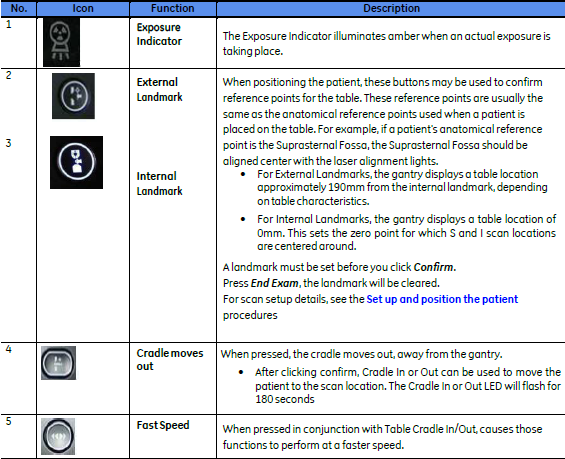 No. Icon Function Description
1 Exposure Indicator
The Exposure Indicator illuminates amber when an actual exposure is
taking place.
2 External Landmark
3 Internal Landmark
When positioning the patient, these buttons may be used to confirm
reference points for the table. These reference points are usually the
same as the anatomical reference points used when a patient is
placed on the table. For example, if a patient's anatomical reference
point is the Suprasternal Fossa, the Suprasternal Fossa should be
aligned center with the laser alignment lights.
• For External Landmarks, the gantry displays a table location
approximately 190mm from the internal landmark, depending
on table characteristics.
• For Internal Landmarks, the gantry displays a table location of
0mm. This sets the zero point for which S and I scan locations
are centered around.
A landmark must be set before you click Confirm.
Press End Exam, the landmark will be cleared.
For scan setup details, see the Set up and position the patient
procedures
4 Cradle moves out
When pressed, the cradle moves out, away from the gantry.
• After clicking confirm, Cradle In or Out can be used to move the
patient to the scan location. The Cradle In or Out LED will flash for
180 seconds
5 Fast Speed
When pressed in conjunction with Table Cradle In/Out, causes those
functions to perform at a faster speed.